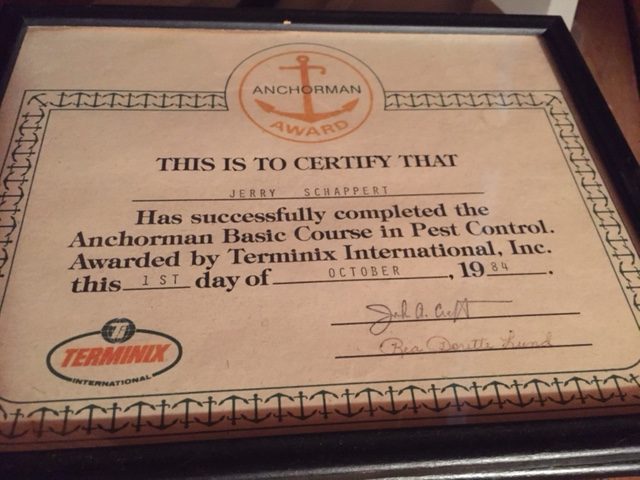 ANCHORMAN
AWARD
THIS IS TO CERTIFY THAT
JERRY SCHAPPERT
Has successfully completed the
Anchorman Basic Course in Pest Control.
Awarded by Terminix International, Inc.
this 1ST day of OCTOBER, 1984.
TERMINIX
INTERNATIONAL